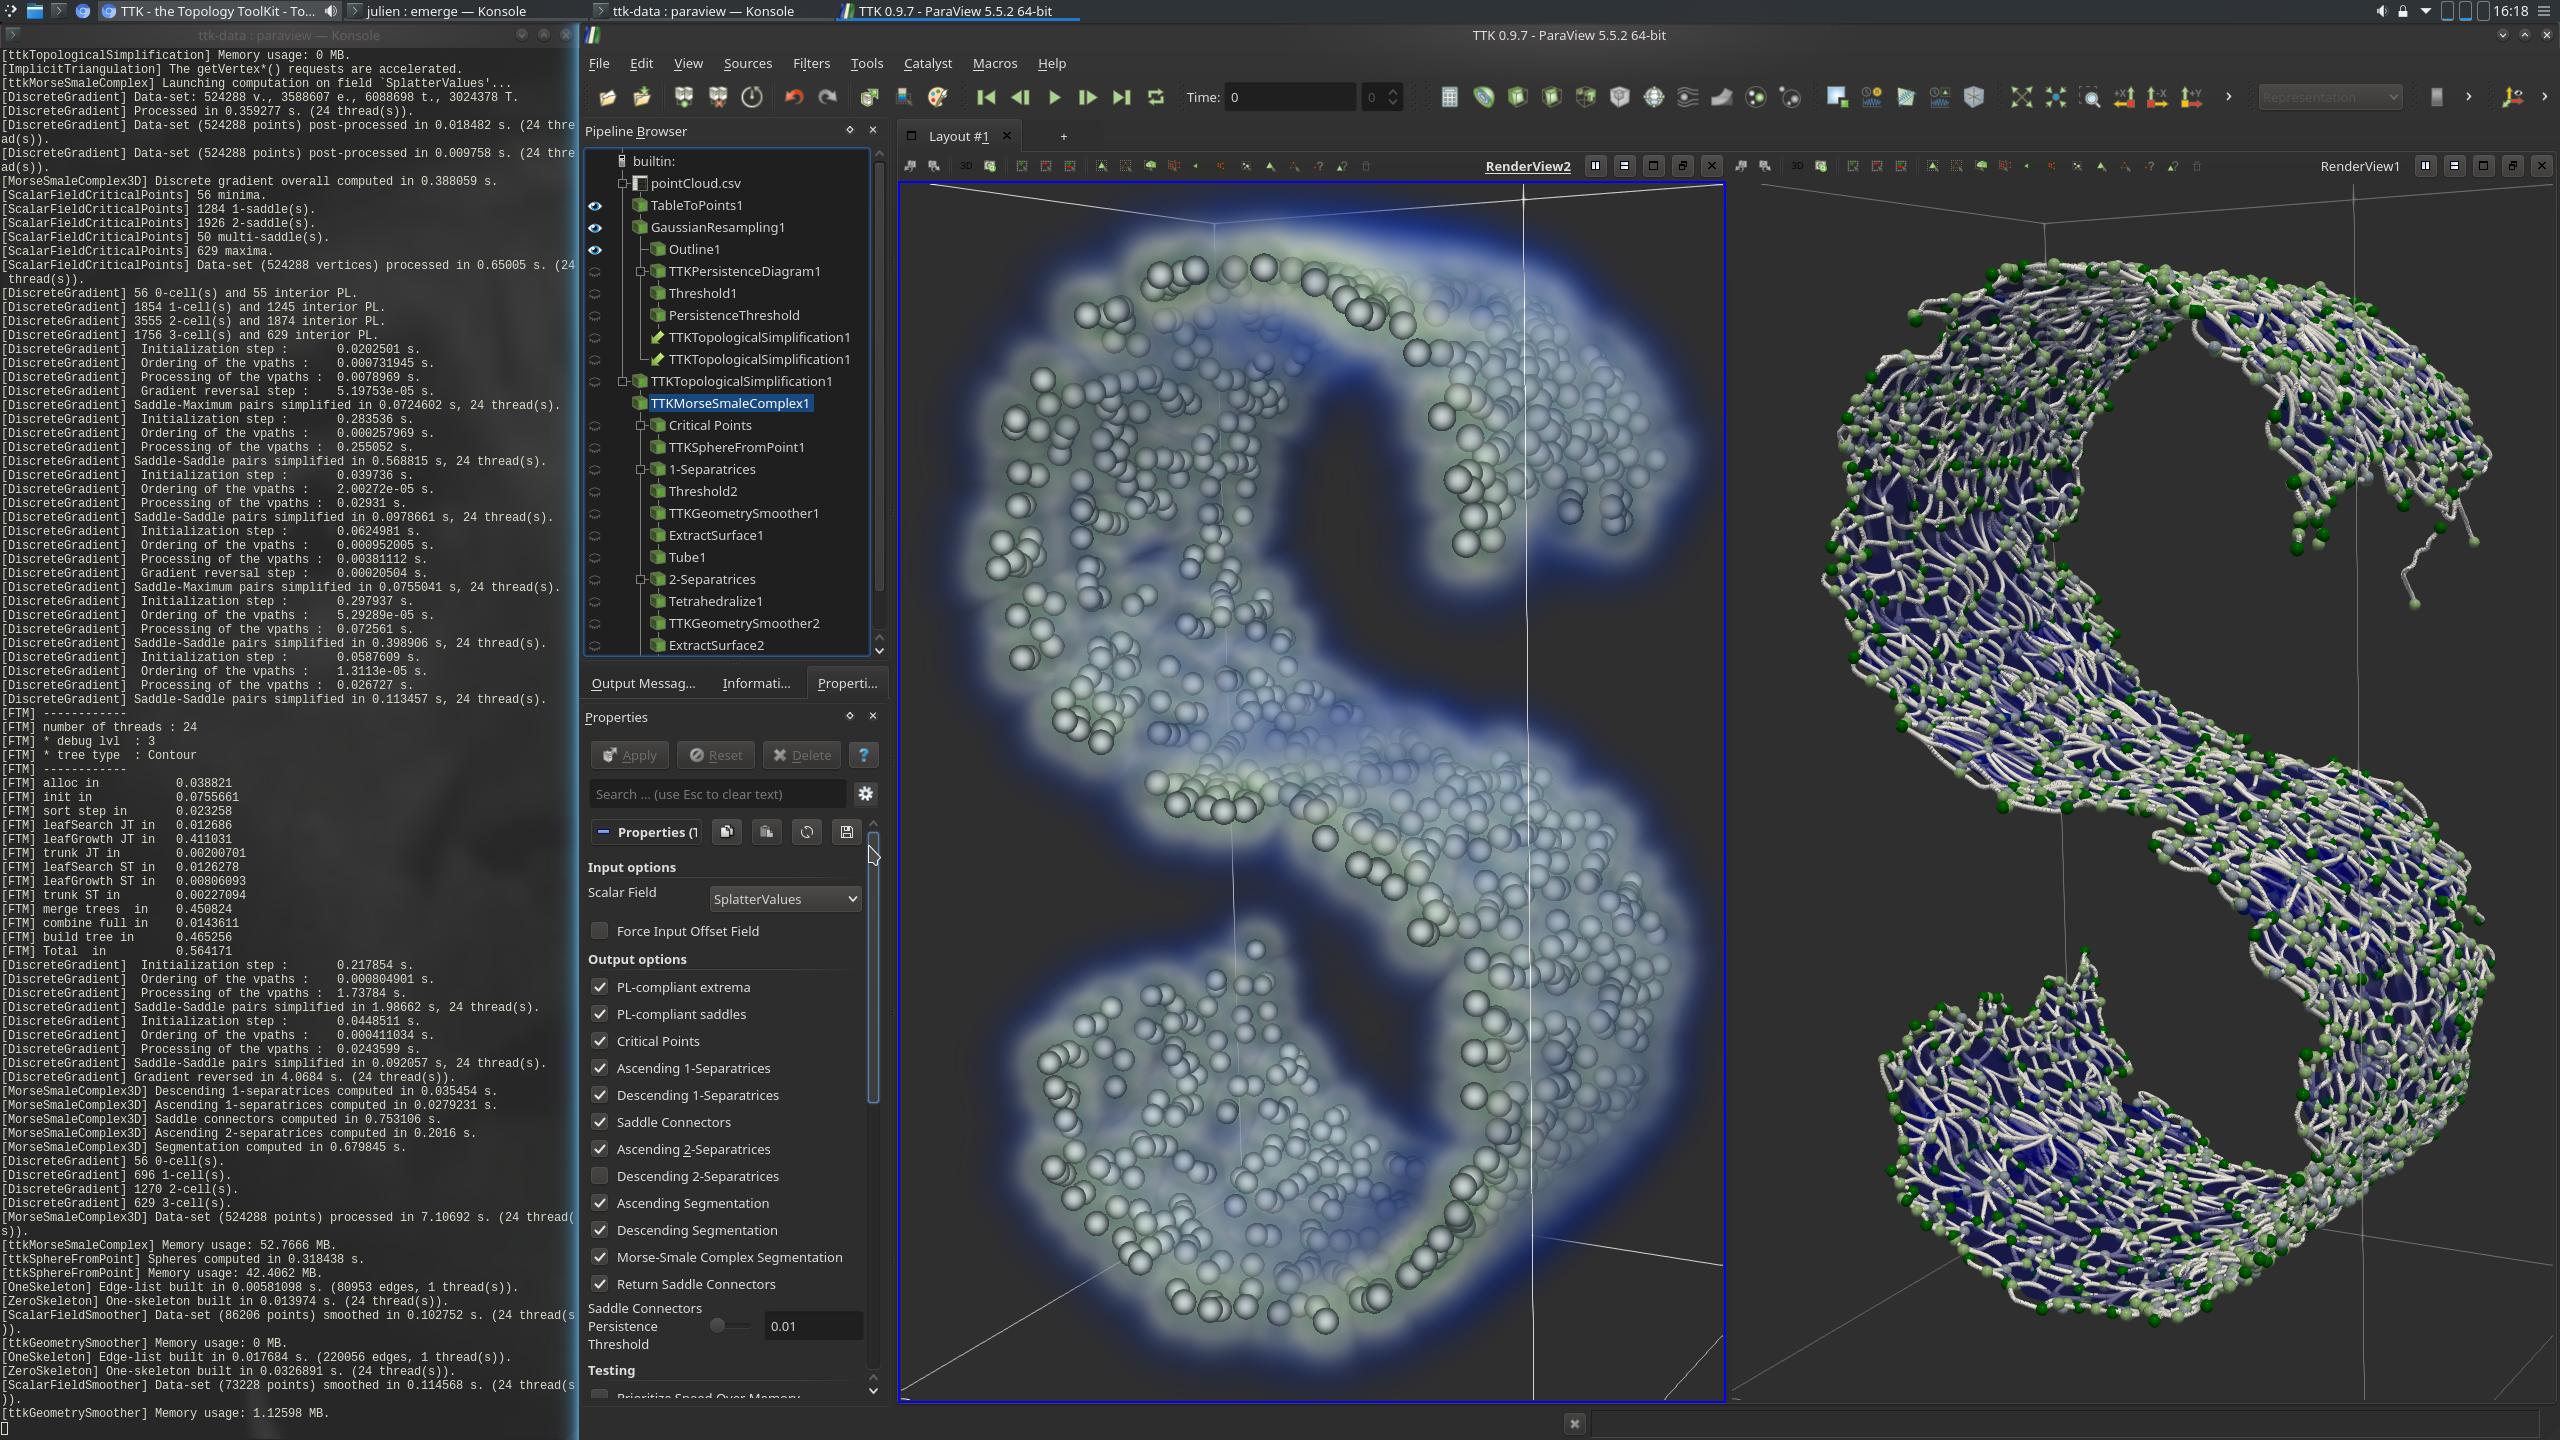 TTK - the Topology ToolKit - To...
julien : emerge — Konsole
ttk-data : paraview — Konsole
TTK 0.9.7 - ParaView 5.5.2 64-bit
16:18
ttk-data : paraview — Konsole
[ttkTopologicalSimplification] Memory usage: 0 MB.
[ImplicitTriangulation] The getVertex*() requests are accelerated.
[ttkMorseSmaleComplex] Launching computation on field `SplatterValues'...
[DiscreteGradient] Data-set: 524288 v., 3588607 e., 6088698 t., 3024378 T.
[DiscreteGradient] Processed in 0.359277 s. (24 thread(s)).
[DiscreteGradient] Data-set (524288 points) post-processed in 0.018482 s. (24 thre
ad(s)).
[DiscreteGradient] Data-set (524288 points) post-processed in 0.009758 s. (24 thre
ad(s)).
[MorseSmaleComplex3D] Discrete gradient overall computed in 0.388059 s.
[ScalarFieldCriticalPoints] 56 minima.
[ScalarFieldCriticalPoints] 1284 1-saddle(s).
[ScalarFieldCriticalPoints] 1926 2-saddle(s).
[ScalarFieldCriticalPoints] 50 multi-saddle(s).
[ScalarFieldCriticalPoints] 629 maxima.
[ScalarFieldCriticalPoints] Data-set (524288 vertices) processed in 0.65005 s. (24
thread(s)).
[DiscreteGradient] 56 0-cell(s) and 55 interior PL.
[DiscreteGradient] 1854 1-cell(s) and 1245 interior PL.
[DiscreteGradient] 3555 2-cell(s) and 1874 interior PL.
[DiscreteGradient] 1756 3-cell(s) and 629 interior PL.
[DiscreteGradient]  Initialization step :       0.0202501 s.
[DiscreteGradient]  Ordering of the vpaths :    0.000731945 s.
[DiscreteGradient]  Processing of the vpaths :  0.0078969 s.
[DiscreteGradient]  Gradient reversal step :    5.19753e-05 s.
[DiscreteGradient] Saddle-Maximum pairs simplified in 0.0724602 s, 24 thread(s).
[DiscreteGradient]  Initialization step :       0.283536 s.
[DiscreteGradient]  Ordering of the vpaths :    0.000257969 s.
[DiscreteGradient]  Processing of the vpaths :  0.255052 s.
[DiscreteGradient] Saddle-Saddle pairs simplified in 0.568815 s, 24 thread(s).
[DiscreteGradient]  Initialization step :       0.039736 s.
[DiscreteGradient]  Ordering of the vpaths :    2.00272e-05 s.
[DiscreteGradient]  Processing of the vpaths :  0.02931 s.
[DiscreteGradient] Saddle-Saddle pairs simplified in 0.0978661 s, 24 thread(s).
[DiscreteGradient]  Initialization step :       0.0624981 s.
[DiscreteGradient]  Ordering of the vpaths :    0.000952005 s.
[DiscreteGradient]  Processing of the vpaths :  0.00381112 s.
[DiscreteGradient]  Gradient reversal step :    0.00020504 s.
[DiscreteGradient] Saddle-Maximum pairs simplified in 0.0755041 s, 24 thread(s).
[DiscreteGradient]  Initialization step :       0.297937 s.
[DiscreteGradient]  Ordering of the vpaths :    5.29289e-05 s.
[DiscreteGradient]  Processing of the vpaths :  0.072561 s.
[DiscreteGradient] Saddle-Saddle pairs simplified in 0.398906 s, 24 thread(s).
[DiscreteGradient]  Initialization step :       0.0587609 s.
[DiscreteGradient]  Ordering of the vpaths :    1.3113e-05 s.
[DiscreteGradient]  Processing of the vpaths :  0.026727 s.
[DiscreteGradient] Saddle-Saddle pairs simplified in 0.113457 s, 24 thread(s).
[FTM] ------------
[FTM] number of threads : 24
[FTM] * debug lvl  : 3
[FTM] * tree type  : Contour
[FTM] ------------
[FTM] alloc in           0.038821
[FTM] init in            0.0755661
[FTM] sort step in       0.023258
[FTM] leafSearch JT in   0.012686
[FTM] leafGrowth JT in   0.411031
[FTM] trunk JT in        0.00200701
[FTM] leafSearch ST in   0.0126278
[FTM] leafGrowth ST in   0.00806093
[FTM] trunk ST in        0.00227094
[FTM] merge trees  in    0.450824
[FTM] combine full in    0.0143611
[FTM] build tree in      0.465256
[FTM] Total  in          0.564171
[DiscreteGradient]  Initialization step :       0.217854 s.
[DiscreteGradient]  Ordering of the vpaths :    0.000804901 s.
[DiscreteGradient]  Processing of the vpaths :  1.73784 s.
[DiscreteGradient] Saddle-Saddle pairs simplified in 1.98662 s, 24 thread(s).
[DiscreteGradient]  Initialization step :       0.0448511 s.
[DiscreteGradient]  Ordering of the vpaths :    0.000411034 s.
[DiscreteGradient]  Processing of the vpaths :  0.0243599 s.
[DiscreteGradient] Saddle-Saddle pairs simplified in 0.092057 s, 24 thread(s).
[DiscreteGradient] Gradient reversed in 4.0684 s. (24 thread(s)).
[MorseSmaleComplex3D] Descending 1-separatrices computed in 0.035454 s.
[MorseSmaleComplex3D] Ascending 1-separatrices computed in 0.0279231 s.
[MorseSmaleComplex3D] Saddle connectors computed in 0.753106 s.
[MorseSmaleComplex3D] Ascending 2-separatrices computed in 0.2016 s.
[MorseSmaleComplex3D] Segmentation computed in 0.679845 s.
[DiscreteGradient] 56 0-cell(s).
[DiscreteGradient] 696 1-cell(s).
[DiscreteGradient] 1270 2-cell(s).
[DiscreteGradient] 629 3-cell(s).
[MorseSmaleComplex3D] Data-set (524288 points) processed in 7.10692 s. (24 thread(
s)).
[ttkMorseSmaleComplex] Memory usage: 52.7666 MB.
[ttkSphereFromPoint] Spheres computed in 0.318438 s.
[ttkSphereFromPoint] Memory usage: 42.4062 MB.
[OneSkeleton] Edge-list built in 0.00581098 s. (80953 edges, 1 thread(s)).
[ZeroSkeleton] One-skeleton built in 0.013974 s. (24 thread(s)).
[ScalarFieldSmoother] Data-set (86206 points) smoothed in 0.102752 s. (24 thread(s
)).
[ttkGeometrySmoother] Memory usage: 0 MB.
[OneSkeleton] Edge-list built in 0.017684 s. (220056 edges, 1 thread(s)).
[ZeroSkeleton] One-skeleton built in 0.0326891 s. (24 thread(s)).
[ScalarFieldSmoother] Data-set (73228 points) smoothed in 0.114568 s. (24 thread(s
)).
[ttkGeometrySmoother] Memory usage: 1.12598 MB.
TTK 0.9.7 - ParaView 5.5.2 64-bit
File Edit View Sources Filters Tools Catalyst Macros Help
Time: 0 0 Representation
Pipeline Browser
builtin:
pointCloud.csv
TableToPoints1
GaussianResampling1
Outline1
TTKPersistenceDiagram1
Threshold1
PersistenceThreshold
TTKTopologicalSimplification1
TTKTopologicalSimplification1
TTKTopologicalSimplification1
TTKMorseSmaleComplex1
Critical Points
TTKSphereFromPoint1
1-Separatrices
Threshold2
TTKGeometrySmoother1
ExtractSurface1
Tube1
2-Separatrices
Tetrahedralize1
TTKGeometrySmoother2
ExtractSurface2
Output Messag... Informati... Properti...
Properties
Apply Reset Delete ?
Search ... (use Esc to clear text)
Properties (T
Input options
Scalar Field SplatterValues
Force Input Offset Field
Output options
PL-compliant extrema
PL-compliant saddles
Critical Points
Ascending 1-Separatrices
Descending 1-Separatrices
Saddle Connectors
Ascending 2-Separatrices
Descending 2-Separatrices
Ascending Segmentation
Descending Segmentation
Morse-Smale Complex Segmentation
Return Saddle Connectors
Saddle Connectors
Persistence
Threshold
0.01
Testing
Prioritize Speed Over Memory
Layout #1 +
3D RenderView2
3D RenderView1